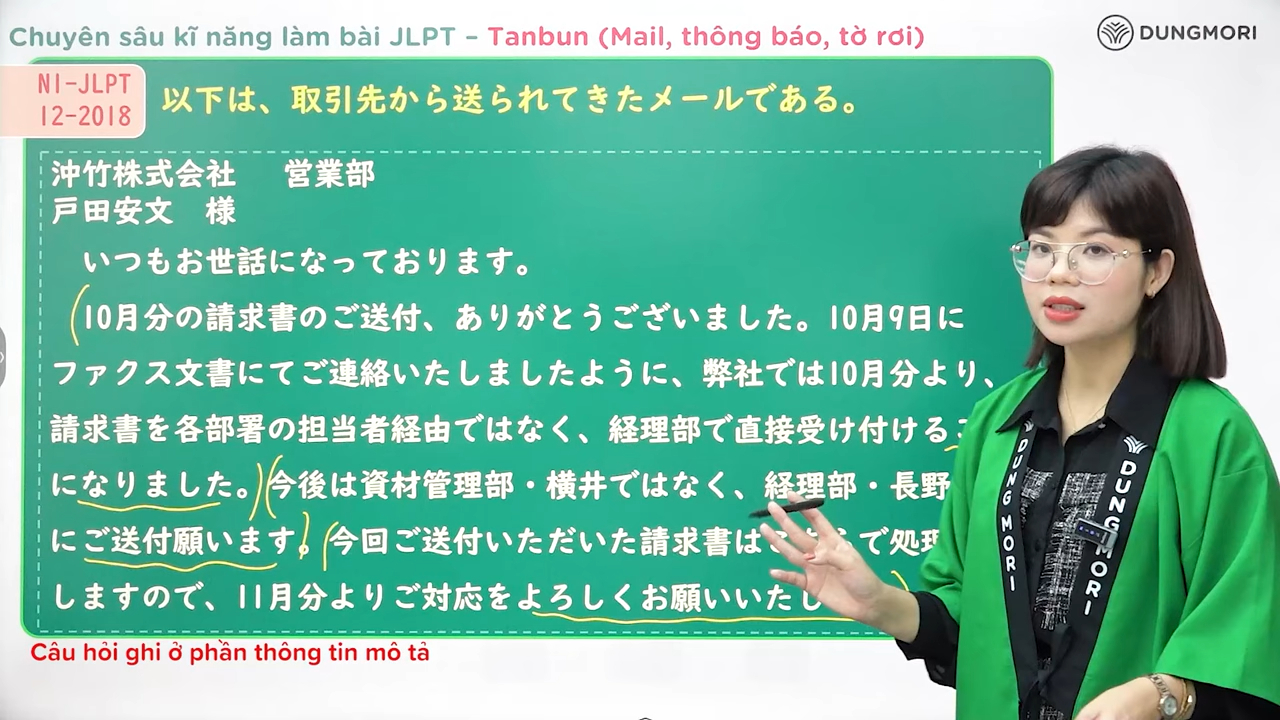 Chuyên sâu kĩ năng làm bài JLPT – Tanbun (Mail, thông báo, tờ rơi)
DUNGMORI
N1-JLPT
12-2018
以下は、取引先から送られてきたメールである。
沖竹株式会社 営業部
戸田安文 様
いつもお世話になっております。
10月分の請求書のご送付、ありがとうございました。10月9日に
ファクス文書にてご連絡いたしましたように、弊社では10月分より、
請求書を各部署の担当者経由ではなく、経理部で直接受け付ける
になりました。今後は資材管理部・横井ではなく、経理部・長野
にご送付願います。今回ご送付いただいた請求書は
で処理
しますので、11月分よりご対応をよろしくお願いいたし
Câu hỏi ghi ở phần thông tin mô tả
DUNG MORI
DUNGMORI